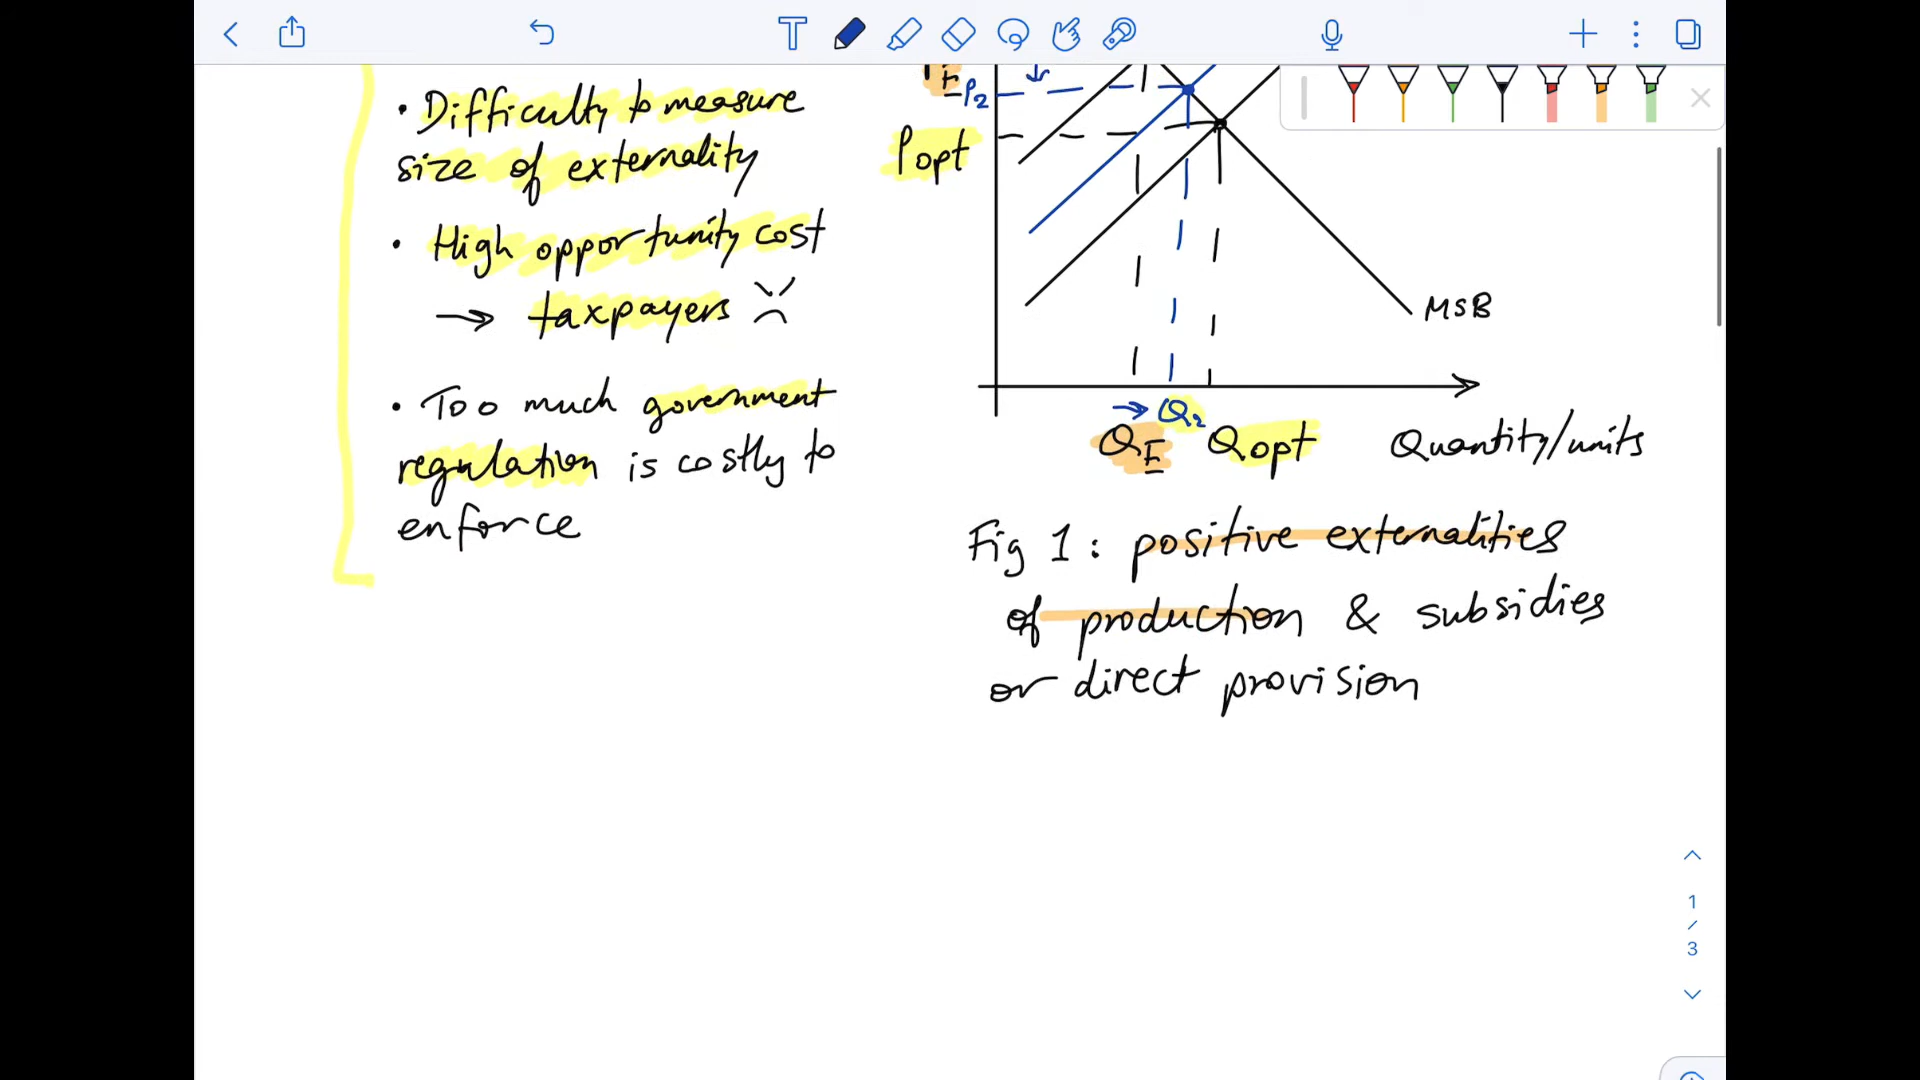 • Difficulty to measure
size of externality
• High opportunity cost
→ taxpayers
• Too much government
regulation is costly to
enforce
P2
Popt
MSB
→ Q2
QE Qopt Quantity/units
Fig 1: positive externalities
of production & subsidies
or direct provision
T
1
/
3